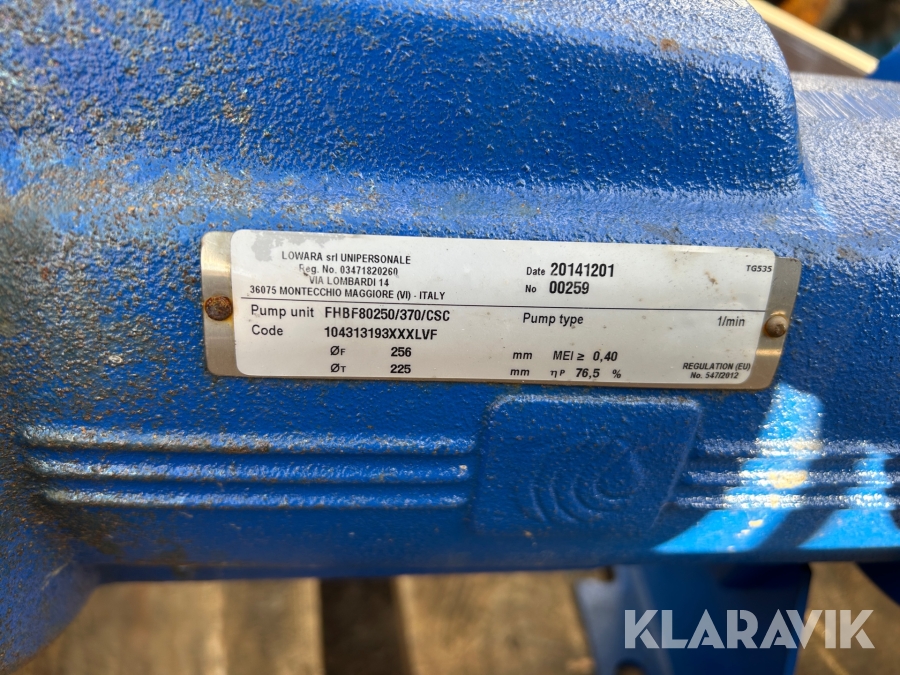 LOWARA srl UNIPERSONALE
Reg. No. 03471820260
VIA LOMBARDI 14
36075 MONTECCHIO MAGGIORE (VI) - ITALY
Date 20141201
No 00259
TG535
Pump unit FHBF80250/370/CSC Pump type 1/min
Code 104313193XXXLVF
ØF 256 mm MEI ≥ 0,40
ØT 225 mm ηP 76,5 %
REGULATION (EU)
No. 547/2012
KLARAVIK